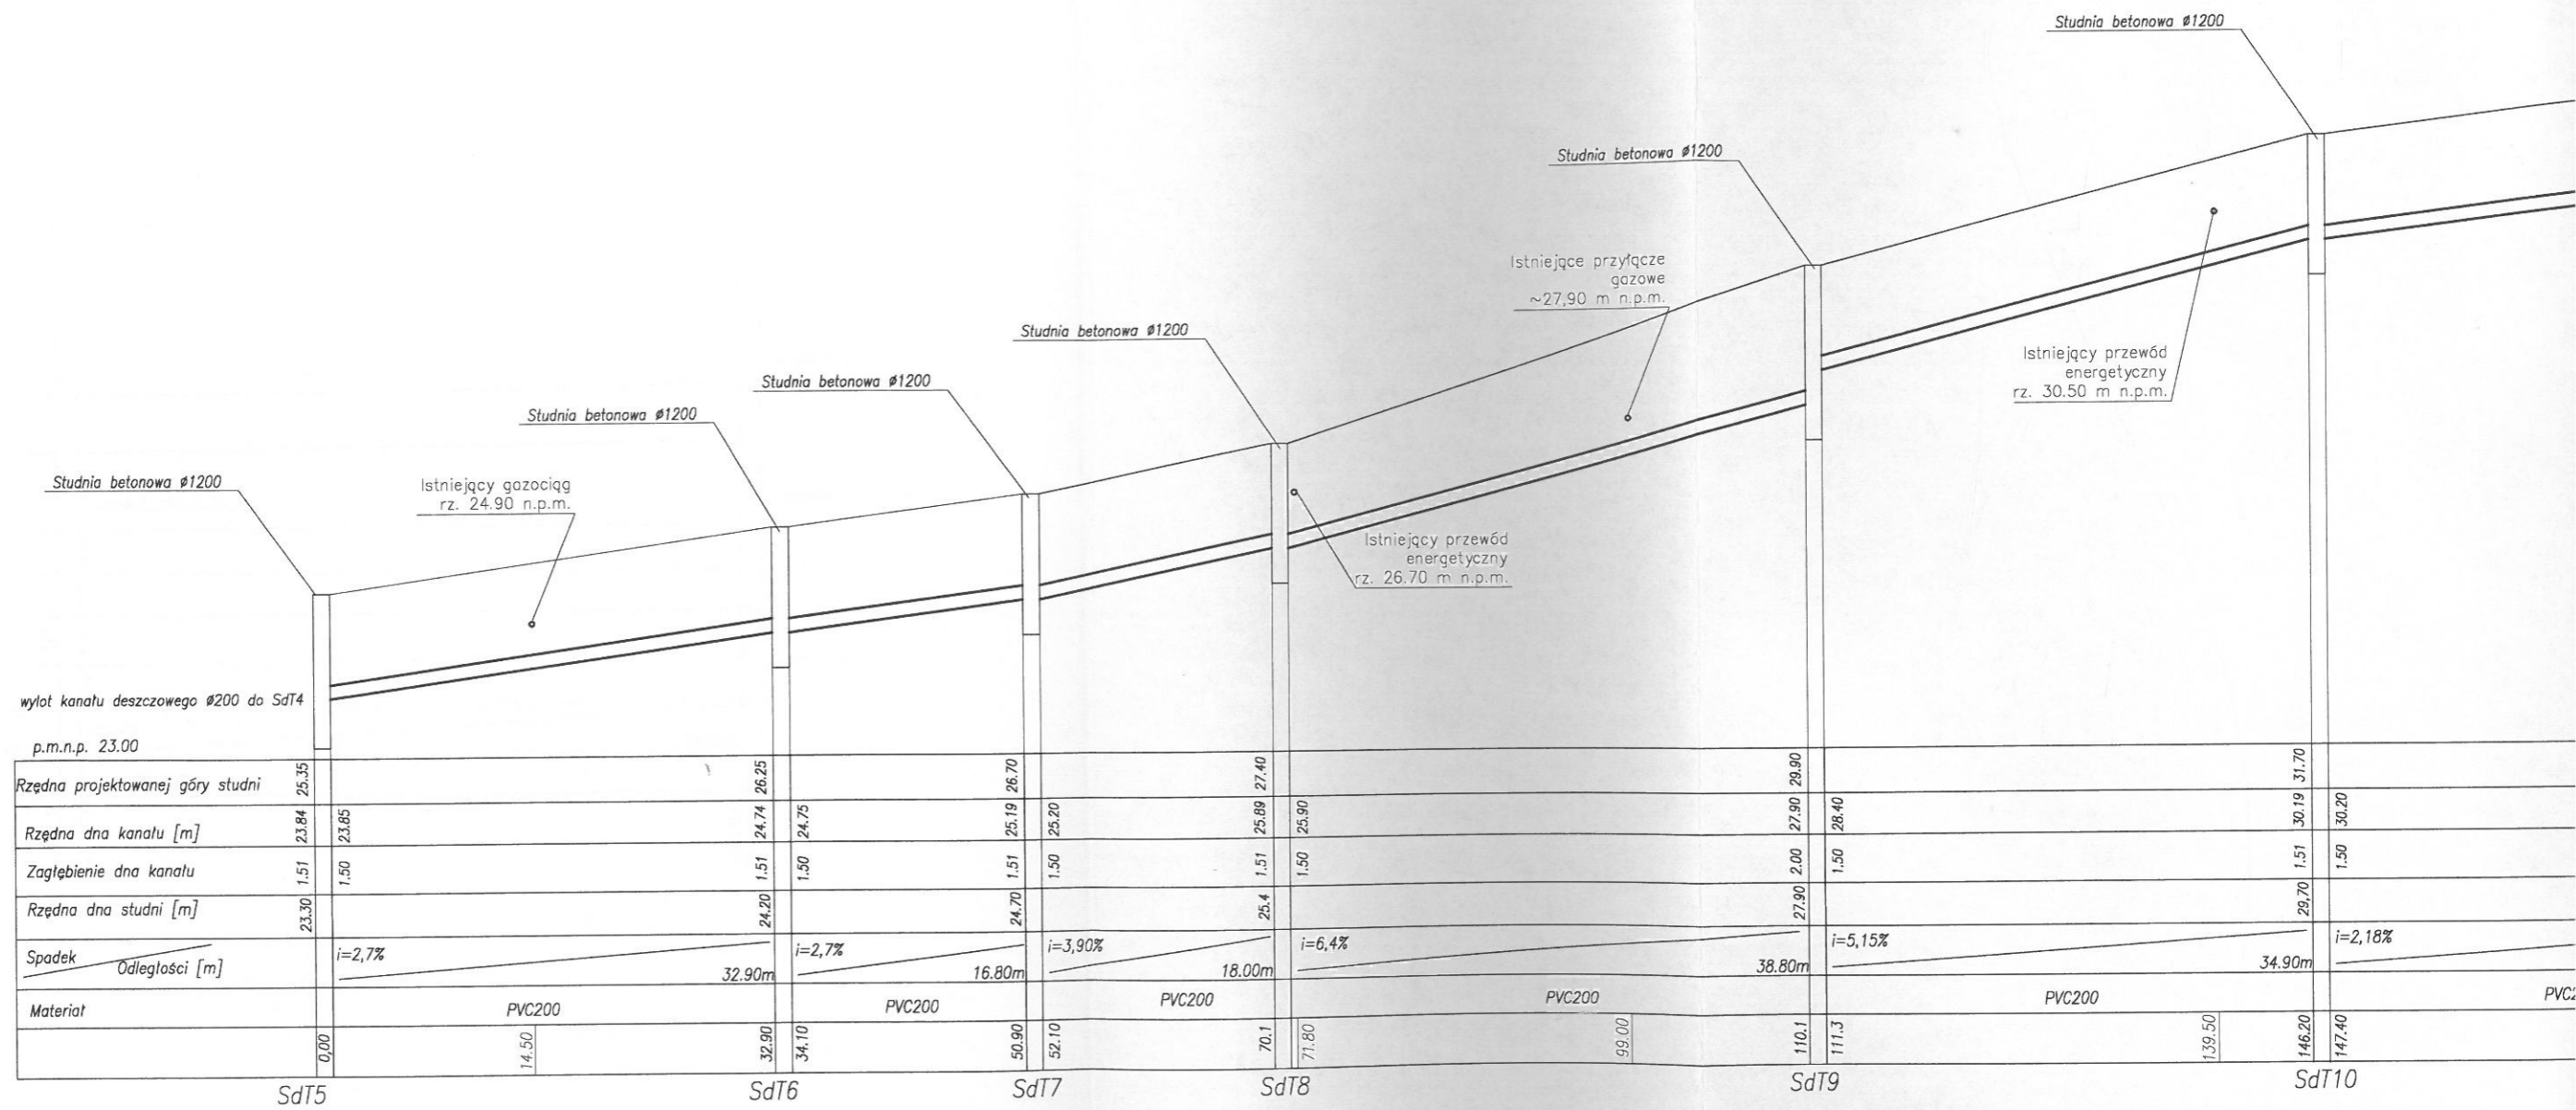 Studnia betonowa ø1200
Studnia betonowa ø1200
Istniejące przyłącze
gazowe
~27,90 m n.p.m.
Studnia betonowa ø1200
Istniejący przewód
energetyczny
rz. 30.50 m n.p.m.
Studnia betonowa ø1200
Studnia betonowa ø1200
Studnia betonowa ø1200
Istniejący gazociąg
rz. 24.90 n.p.m.
Istniejący przewód
energetyczny
rz. 26.70 m n.p.m.
wylot kanału deszczowego ø200 do SdT4
p.m.n.p. 23.00
Rzędna projektowanej góry studni 25.35 26.25 26.70 27.40 29.90 31.70
Rzędna dna kanału [m] 23.84 23.85 24.74 24.75 25.19 25.20 25.89 25.90 27.90 28.40 30.19 30.20
Zagłębienie dna kanału 1.51 1.50 1.51 1.50 1.51 1.50 1.51 1.50 2.00 1.50 1.51 1.50
Rzędna dna studni [m] 23.30 24.20 24.70 25.4 27.90 29,70
Spadek i=2,7% i=2,7% i=3,90% i=6,4% i=5,15% i=2,18%
Odległości [m] 32.90m 16.80m 18.00m 38.80m 34.90m
Materiał PVC200 PVC200 PVC200 PVC200 PVC200 PVC2
0,00 14.50 32.90 34.10 50.90 52.10 70.1 71.80 99.00 110.1 111.3 139.50 146.20 147.40
SdT5 SdT6 SdT7 SdT8 SdT9 SdT10